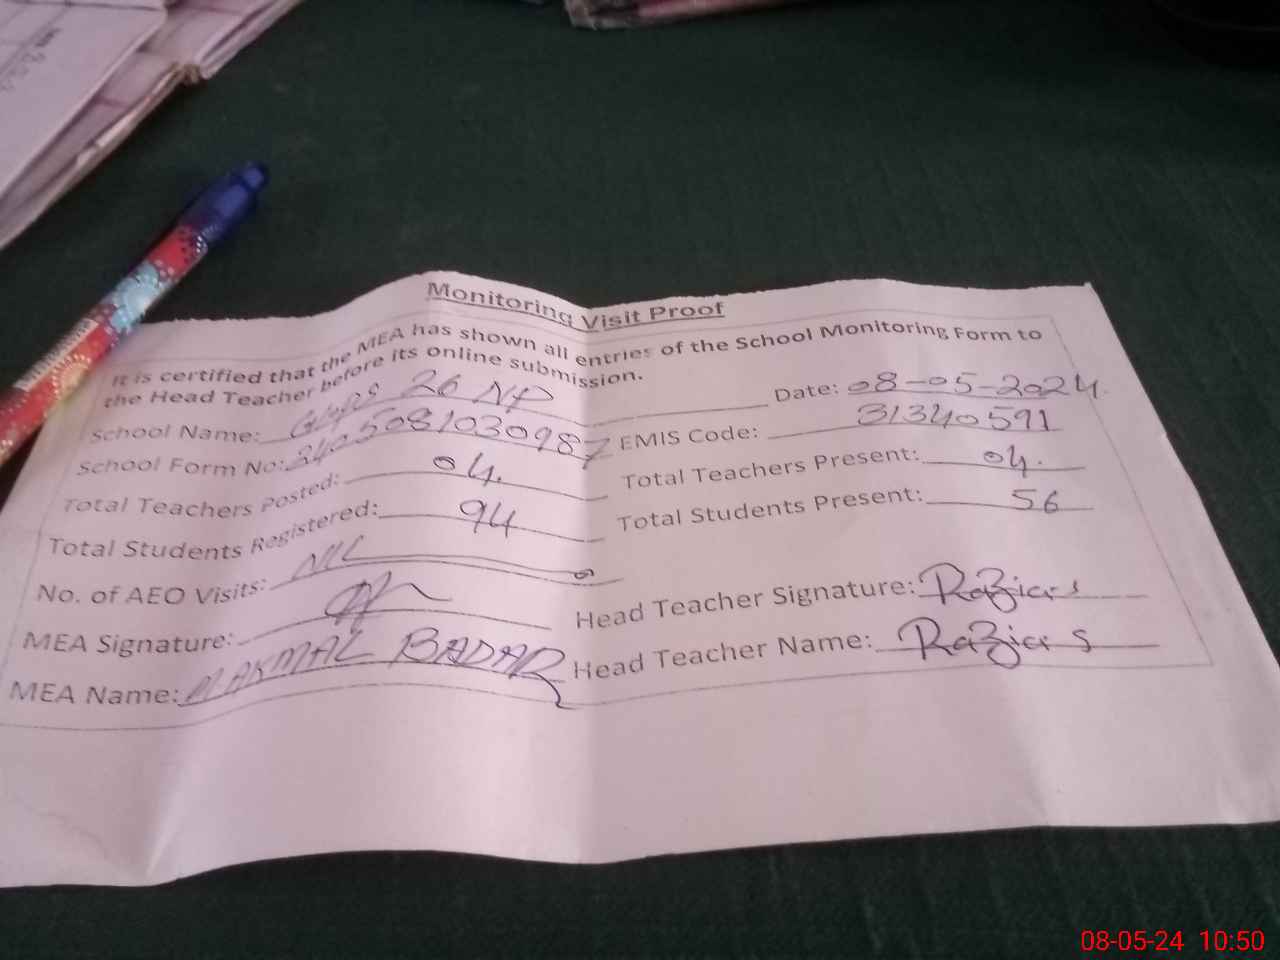 Monitoring Visit Proof
It is certified that the MEA has shown all entries of the School Monitoring Form to
the Head Teacher before its online submission.
School Name: 26 NP Date: 08-05-2024.
School Form No: 2405081030987 EMIS Code: 31340591
Total Teachers Posted: 04. Total Teachers Present: 04.
Total Students Registered: 94 Total Students Present: 56
No. of AEO Visits: NIL
MEA Signature: Head Teacher Signature: Razia S
MEA Name: M AKMAL BADAR Head Teacher Name: Razia S
08-05-24 10:50